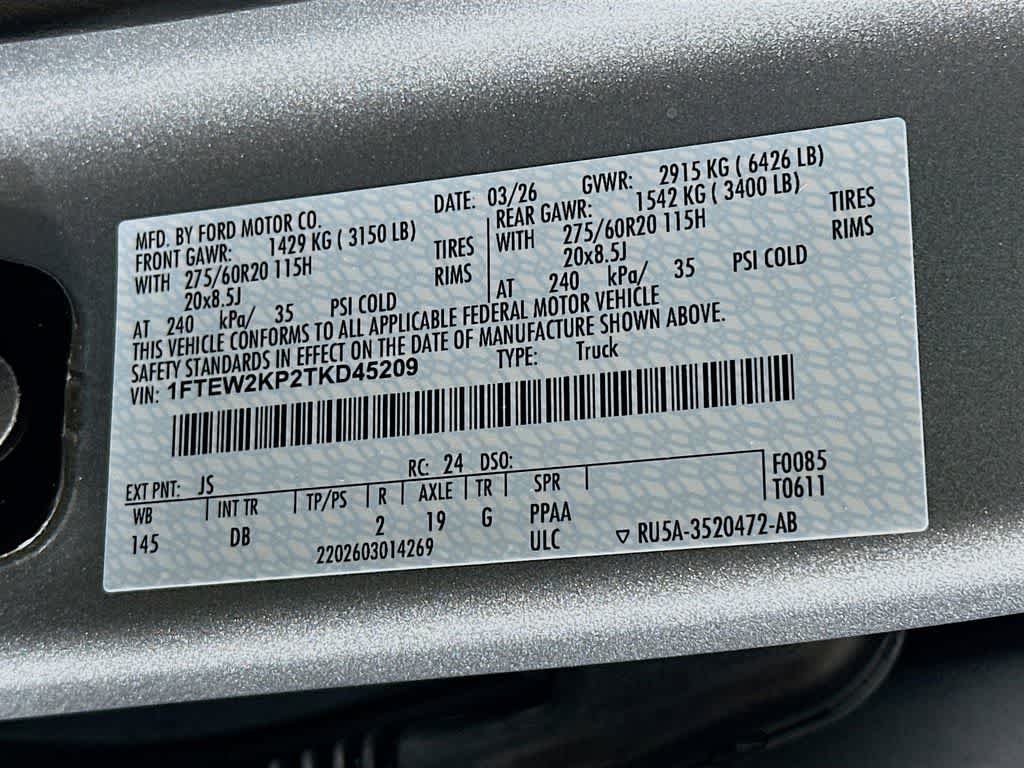 MFD. BY FORD MOTOR CO. DATE: 03/26 GVWR: 2915 KG ( 6426 LB)
FRONT GAWR: 1429 KG ( 3150 LB) REAR GAWR: 1542 KG ( 3400 LB)
WITH 275/60R20 115H TIRES WITH 275/60R20 115H TIRES
20x8.5J RIMS 20x8.5J RIMS
AT 240 kPa/ 35 PSI COLD AT 240 kPa/ 35 PSI COLD
THIS VEHICLE CONFORMS TO ALL APPLICABLE FEDERAL MOTOR VEHICLE
SAFETY STANDARDS IN EFFECT ON THE DATE OF MANUFACTURE SHOWN ABOVE.
VIN: 1FTEW2KP2TKD45209 TYPE: Truck
EXT PNT: JS RC: 24 DSO: F0085
WB INT TR TP/PS R AXLE TR SPR T0611
145 DB 2 19 G PPAA
2202603014269 ULC ▽ RU5A-3520472-AB